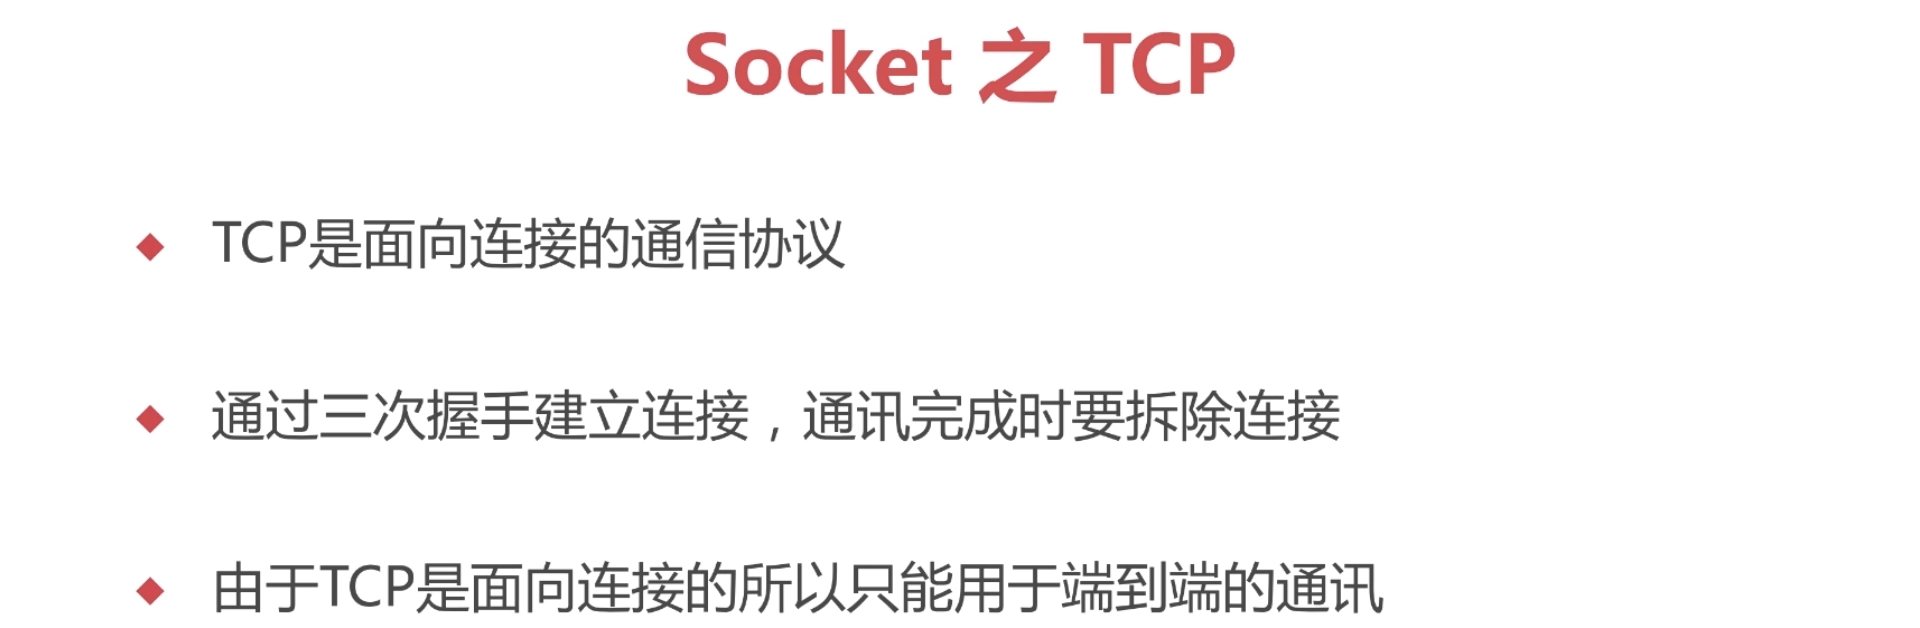 Socket 之 TCP
TCP是面向连接的通信协议
通过三次握手建立连接，通讯完成时要拆除连接
由于TCP是面向连接的所以只能用于端到端的通讯